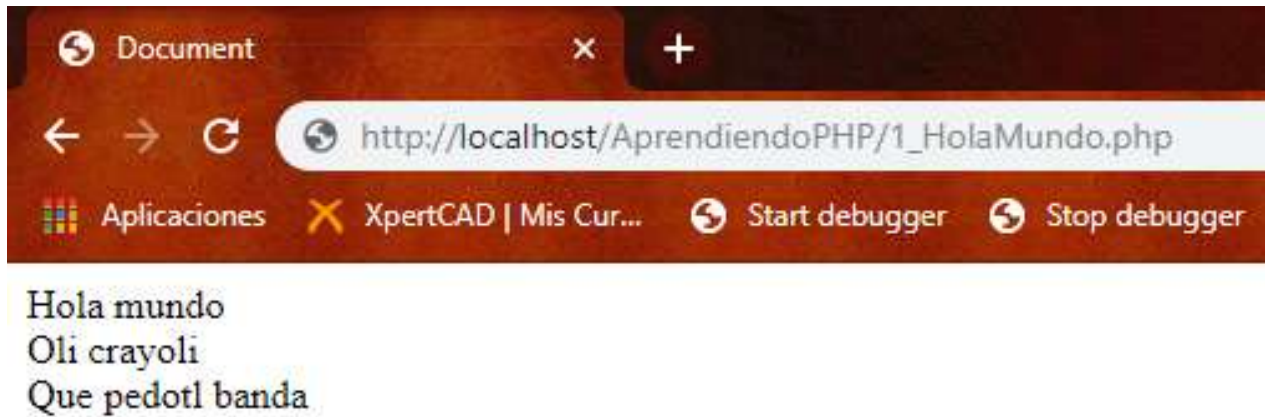 Document
http://localhost/AprendiendoPHP/1_HolaMundo.php
Aplicaciones XpertCAD | Mis Cur... Start debugger Stop debugger
Hola mundo
Oli crayoli
Que pedotl banda